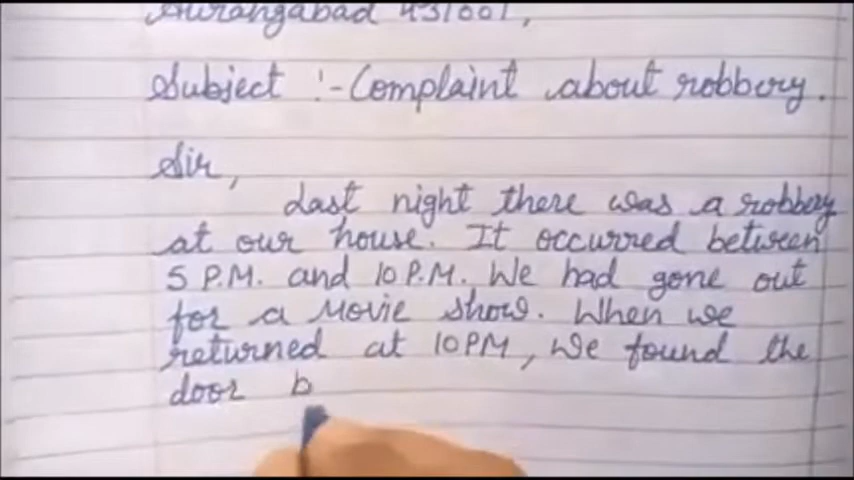 Aurangabad 431001,
Subject :- Complaint about robbery.
Sir,
Last night there was a robbery
at our house. It occurred between
5 P.M. and 10 P.M. We had gone out
for a Movie show. When we
returned at 10PM, We found the
door b